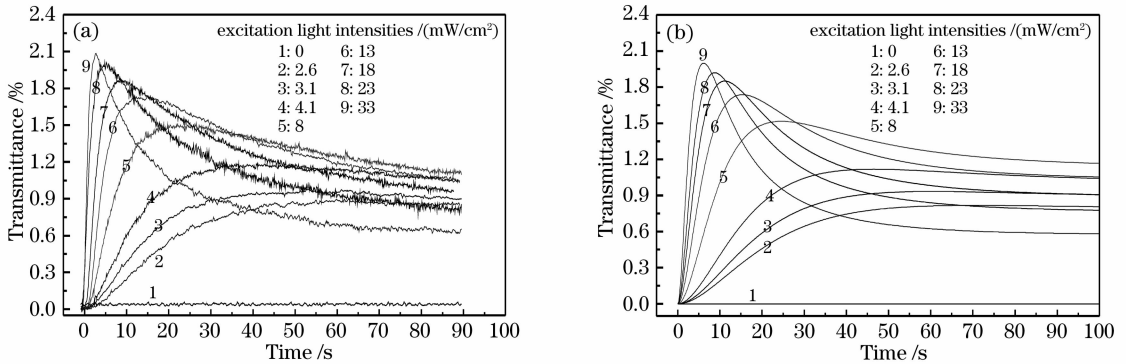 (a)
excitation light intensities /(mW/cm²)
1: 0 6: 13
2: 2.6 7: 18
3: 3.1 8: 23
4: 4.1 9: 33
5: 8
2.4
2.1
1.8
1.5
1.2
0.9
0.6
0.3
0.0
Transmittance /%
9
8
7
6
5
4
3
2
1
0 10 20 30 40 50 60 70 80 90 100
Time /s
(b)
excitation light intensities /(mW/cm²)
1: 0 6: 13
2: 2.6 7: 18
3: 3.1 8: 23
4: 4.1 9: 33
5: 8
2.4
2.1
1.8
1.5
1.2
0.9
0.6
0.3
0.0
Transmittance /%
9
8
7
6
5
4
3
2
1
0 20 40 60 80 100
Time /s